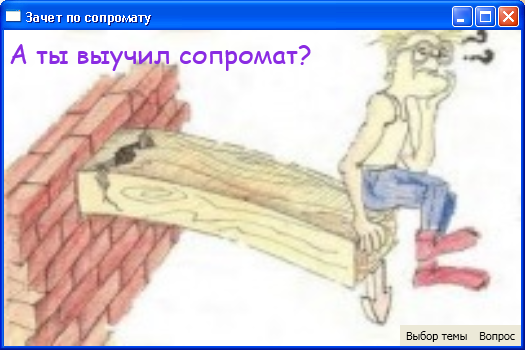 Зачет по сопромату
А ты выучил сопромат?
? ?
Выбор темы Вопрос